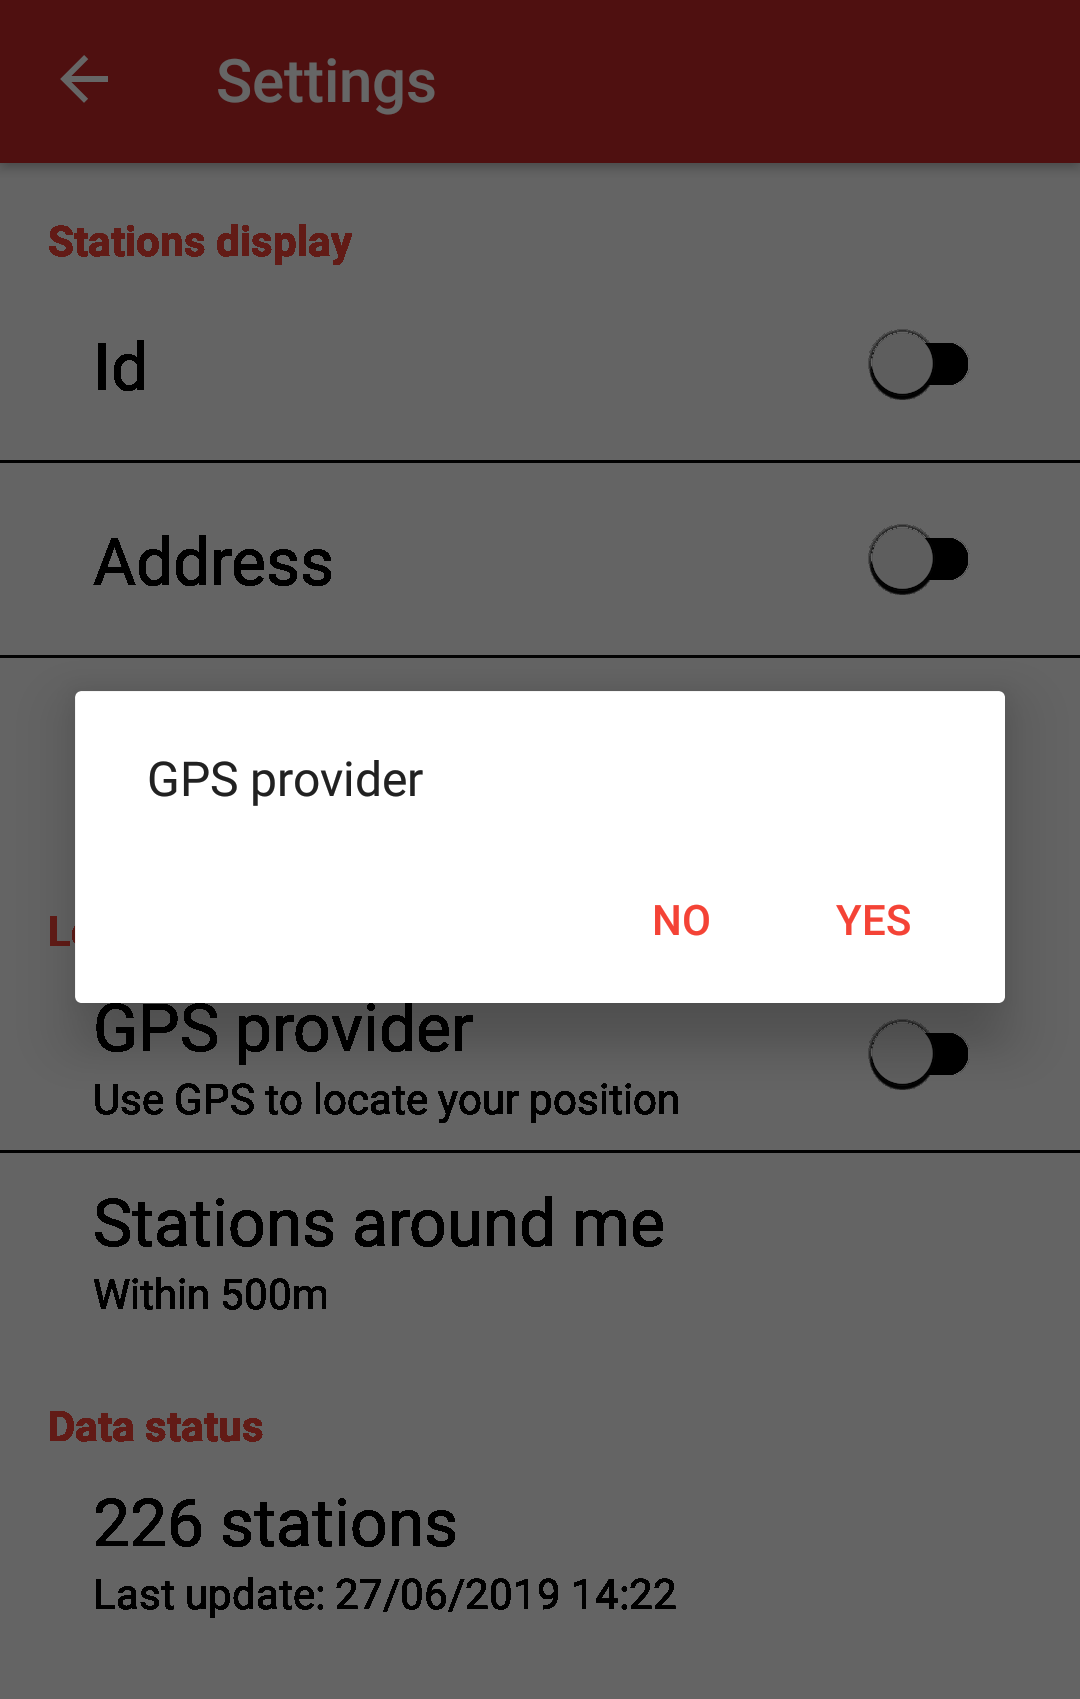 Settings
Stations display
Id
Address
GPS provider
NO YES
GPS provider
Use GPS to locate your position
Stations around me
Within 500m
Data status
226 stations
Last update: 27/06/2019 14:22